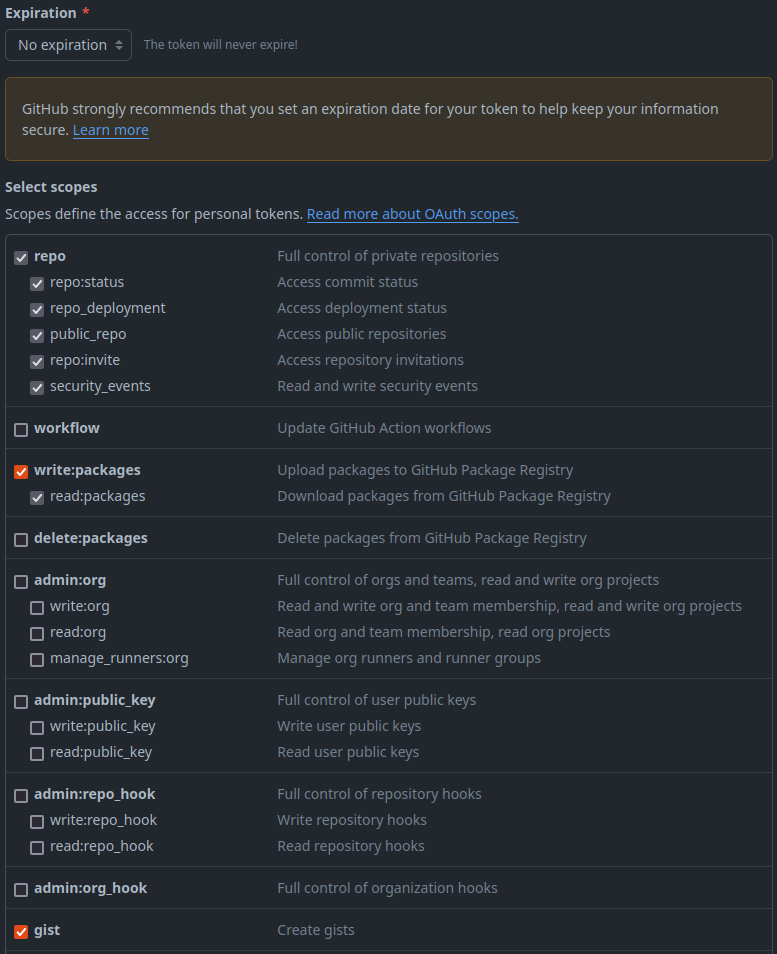 Expiration *
No expiration The token will never expire!
GitHub strongly recommends that you set an expiration date for your token to help keep your information
secure. Learn more
Select scopes
Scopes define the access for personal tokens. Read more about OAuth scopes.
repo Full control of private repositories
repo:status Access commit status
repo_deployment Access deployment status
public_repo Access public repositories
repo:invite Access repository invitations
security_events Read and write security events
workflow Update GitHub Action workflows
write:packages Upload packages to GitHub Package Registry
read:packages Download packages from GitHub Package Registry
delete:packages Delete packages from GitHub Package Registry
admin:org Full control of orgs and teams, read and write org projects
write:org Read and write org and team membership, read and write org projects
read:org Read org and team membership, read org projects
manage_runners:org Manage org runners and runner groups
admin:public_key Full control of user public keys
write:public_key Write user public keys
read:public_key Read user public keys
admin:repo_hook Full control of repository hooks
write:repo_hook Write repository hooks
read:repo_hook Read repository hooks
admin:org_hook Full control of organization hooks
gist Create gists